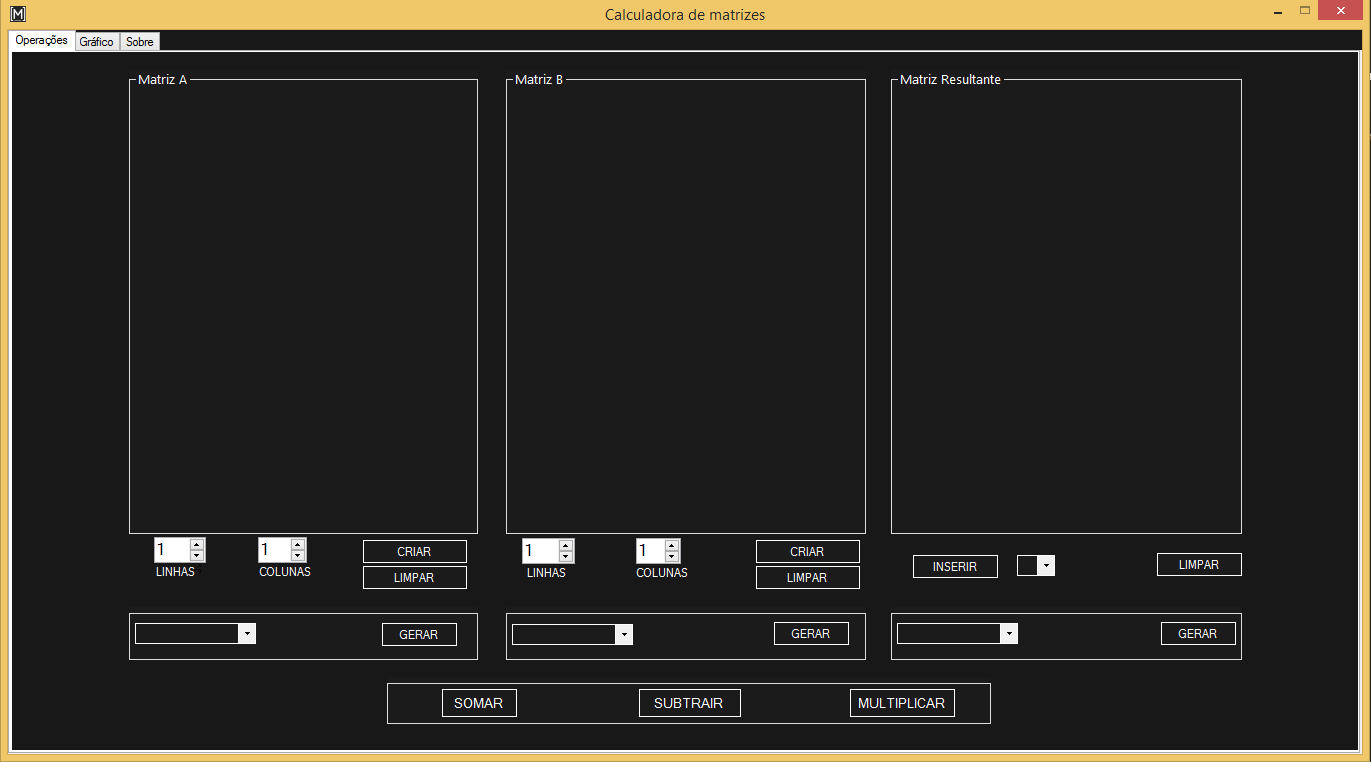 M
Calculadora de matrizes
Operações Gráfico Sobre
Matriz A
Matriz B
Matriz Resultante
1 1 CRIAR
LINHAS COLUNAS LIMPAR
1 1 CRIAR
LINHAS COLUNAS LIMPAR
INSERIR LIMPAR
GERAR
GERAR
GERAR
SOMAR SUBTRAIR MULTIPLICAR